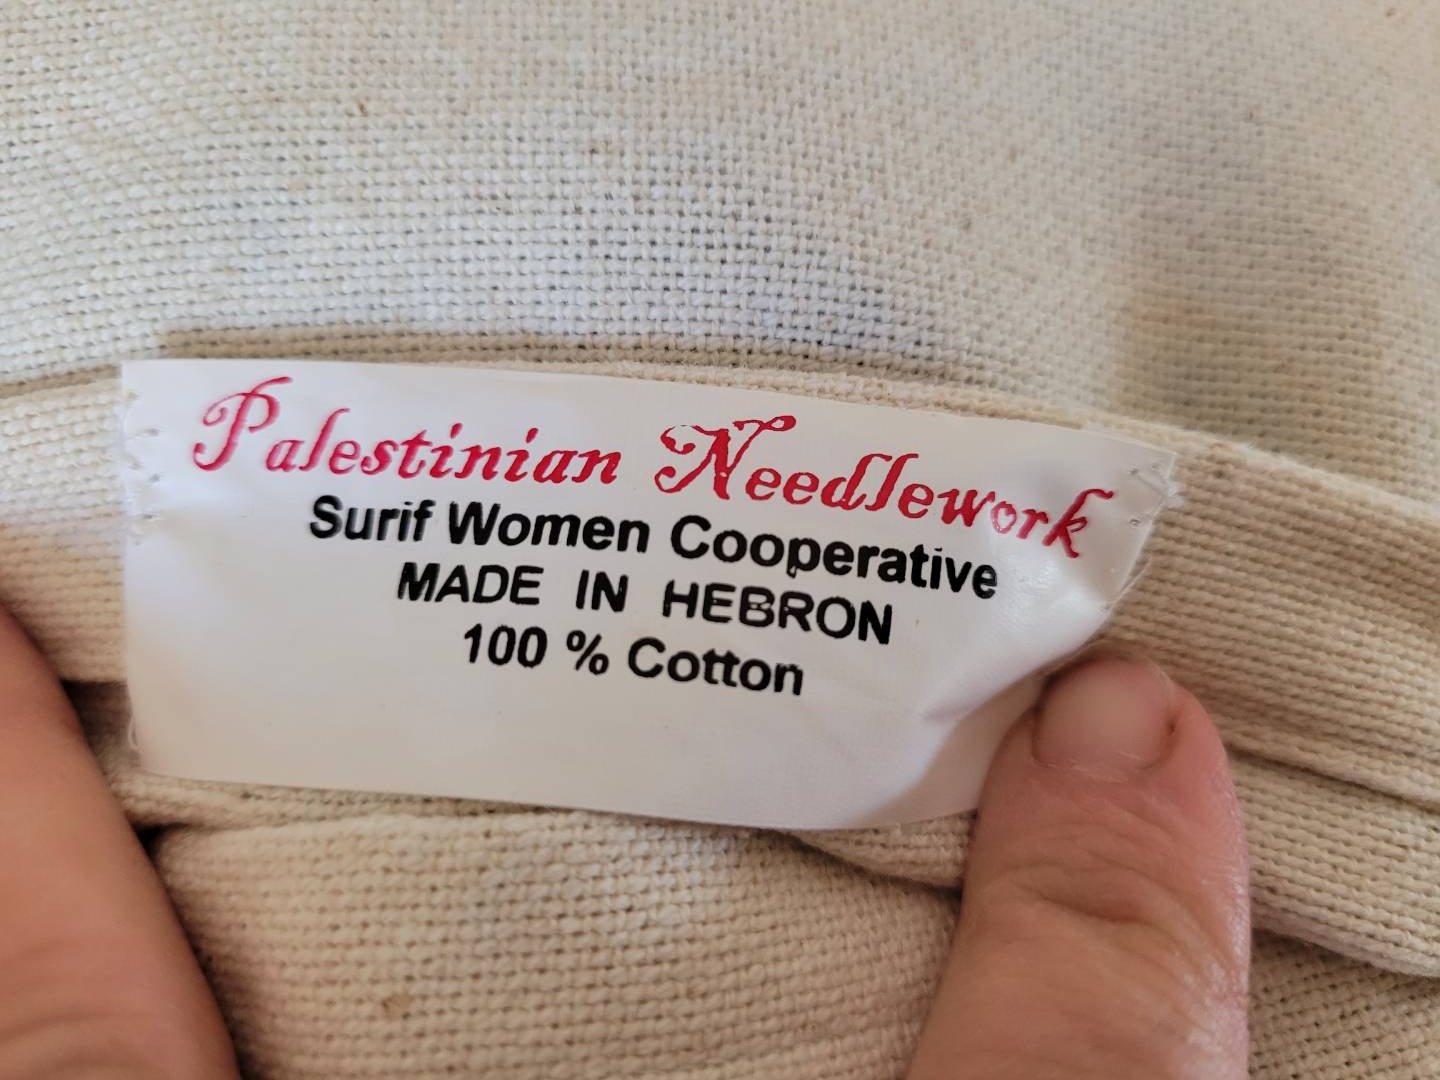 Palestinian Needlework
Surif Women Cooperative
MADE IN HEBRON
100 % Cotton